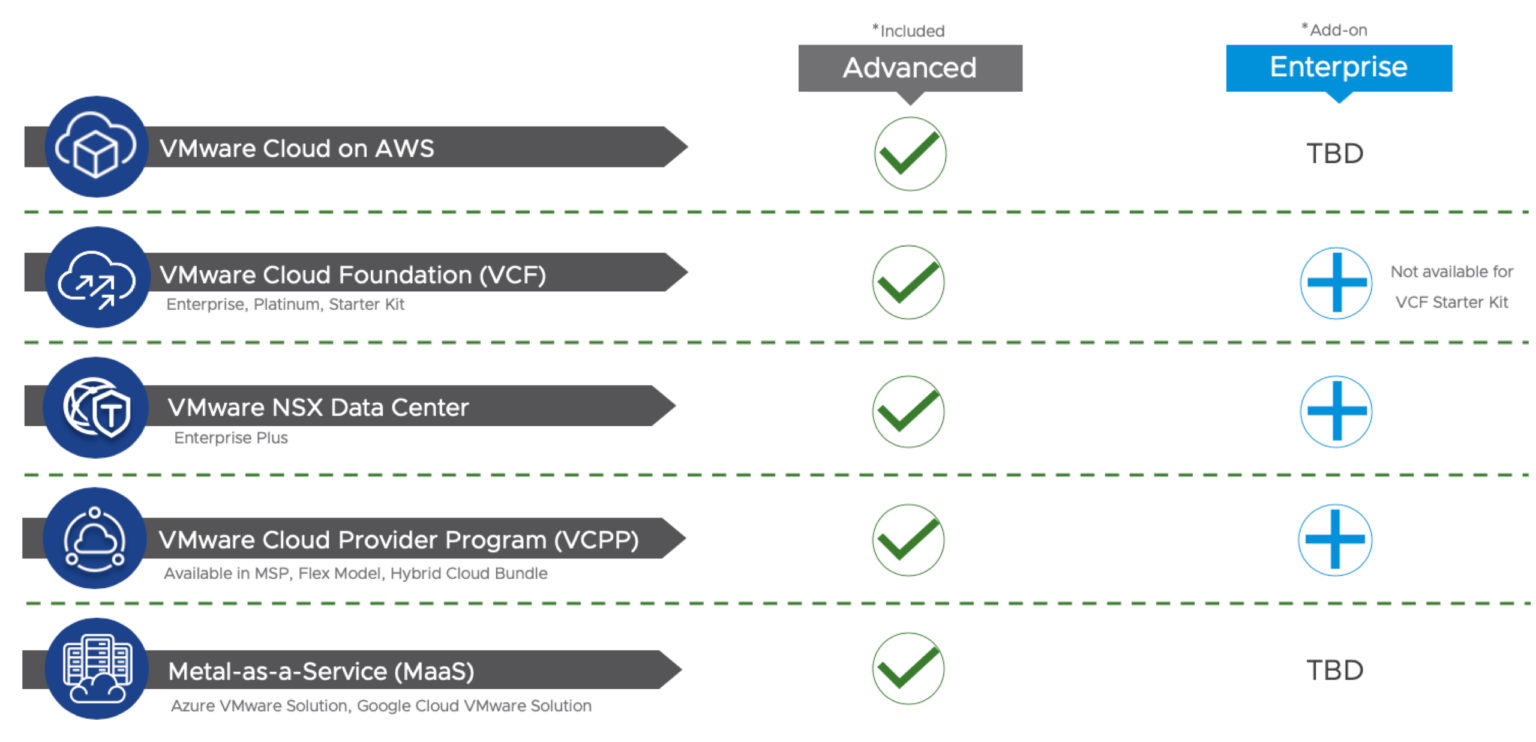 *Included
*Add-on
Advanced
Enterprise
VMware Cloud on AWS
TBD
VMware Cloud Foundation (VCF)
Enterprise, Platinum, Starter Kit
Not available for
VCF Starter Kit
VMware NSX Data Center
Enterprise Plus
T
VMware Cloud Provider Program (VCPP)
Available in MSP, Flex Model, Hybrid Cloud Bundle
Metal-as-a-Service (MaaS)
TBD
Azure VMware Solution, Google Cloud VMware Solution